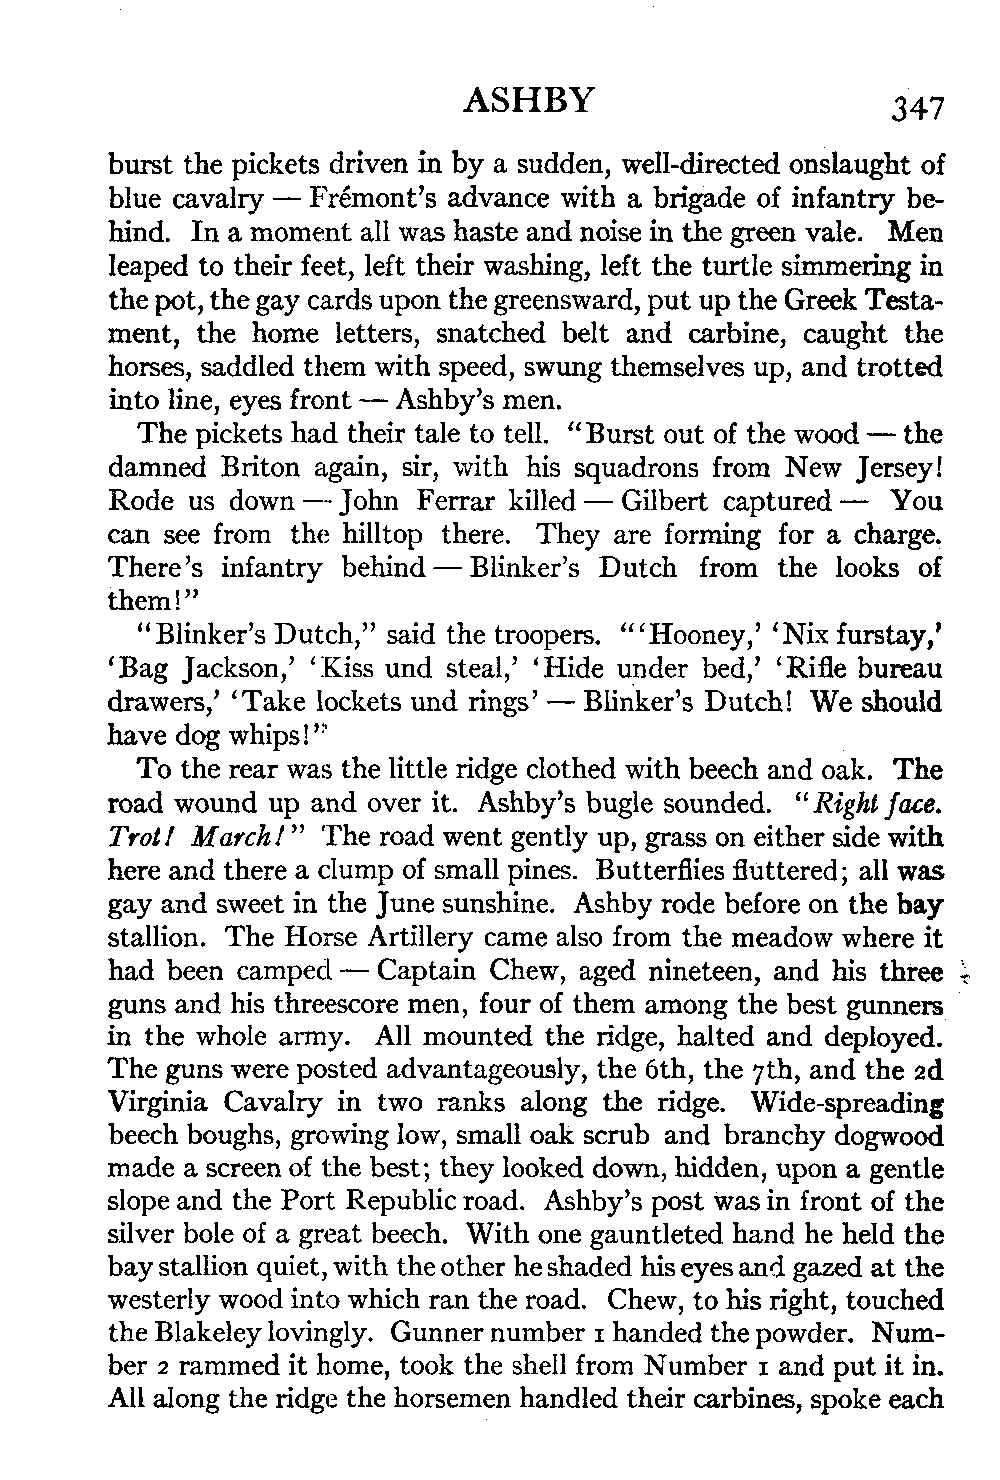 ASHBY 347
burst the pickets driven in by a sudden, well-directed onslaught of
blue cavalry — Frémont's advance with a brigade of infantry be-
hind. In a moment all was haste and noise in the green vale. Men
leaped to their feet, left their washing, left the turtle simmering in
the pot, the gay cards upon the greensward, put up the Greek Testa-
ment, the home letters, snatched belt and carbine, caught the
horses, saddled them with speed, swung themselves up, and trotted
into line, eyes front — Ashby's men.
The pickets had their tale to tell. "Burst out of the wood — the
damned Briton again, sir, with his squadrons from New Jersey!
Rode us down — John Ferrar killed — Gilbert captured — You
can see from the hilltop there. They are forming for a charge.
There's infantry behind — Blinker's Dutch from the looks of
them!"
"Blinker's Dutch," said the troopers. "'Hooney,' 'Nix furstay,'
'Bag Jackson,' 'Kiss und steal,' 'Hide under bed,' 'Rifle bureau
drawers,' 'Take lockets und rings' — Blinker's Dutch! We should
have dog whips!"
To the rear was the little ridge clothed with beech and oak. The
road wound up and over it. Ashby's bugle sounded. "Right face.
Trot! March!" The road went gently up, grass on either side with
here and there a clump of small pines. Butterflies fluttered; all was
gay and sweet in the June sunshine. Ashby rode before on the bay
stallion. The Horse Artillery came also from the meadow where it
had been camped — Captain Chew, aged nineteen, and his three
guns and his threescore men, four of them among the best gunners
in the whole army. All mounted the ridge, halted and deployed.
The guns were posted advantageously, the 6th, the 7th, and the 2d
Virginia Cavalry in two ranks along the ridge. Wide-spreading
beech boughs, growing low, small oak scrub and branchy dogwood
made a screen of the best; they looked down, hidden, upon a gentle
slope and the Port Republic road. Ashby's post was in front of the
silver bole of a great beech. With one gauntleted hand he held the
bay stallion quiet, with the other he shaded his eyes and gazed at the
westerly wood into which ran the road. Chew, to his right, touched
the Blakeley lovingly. Gunner number 1 handed the powder. Num-
ber 2 rammed it home, took the shell from Number 1 and put it in.
All along the ridge the horsemen handled their carbines, spoke each